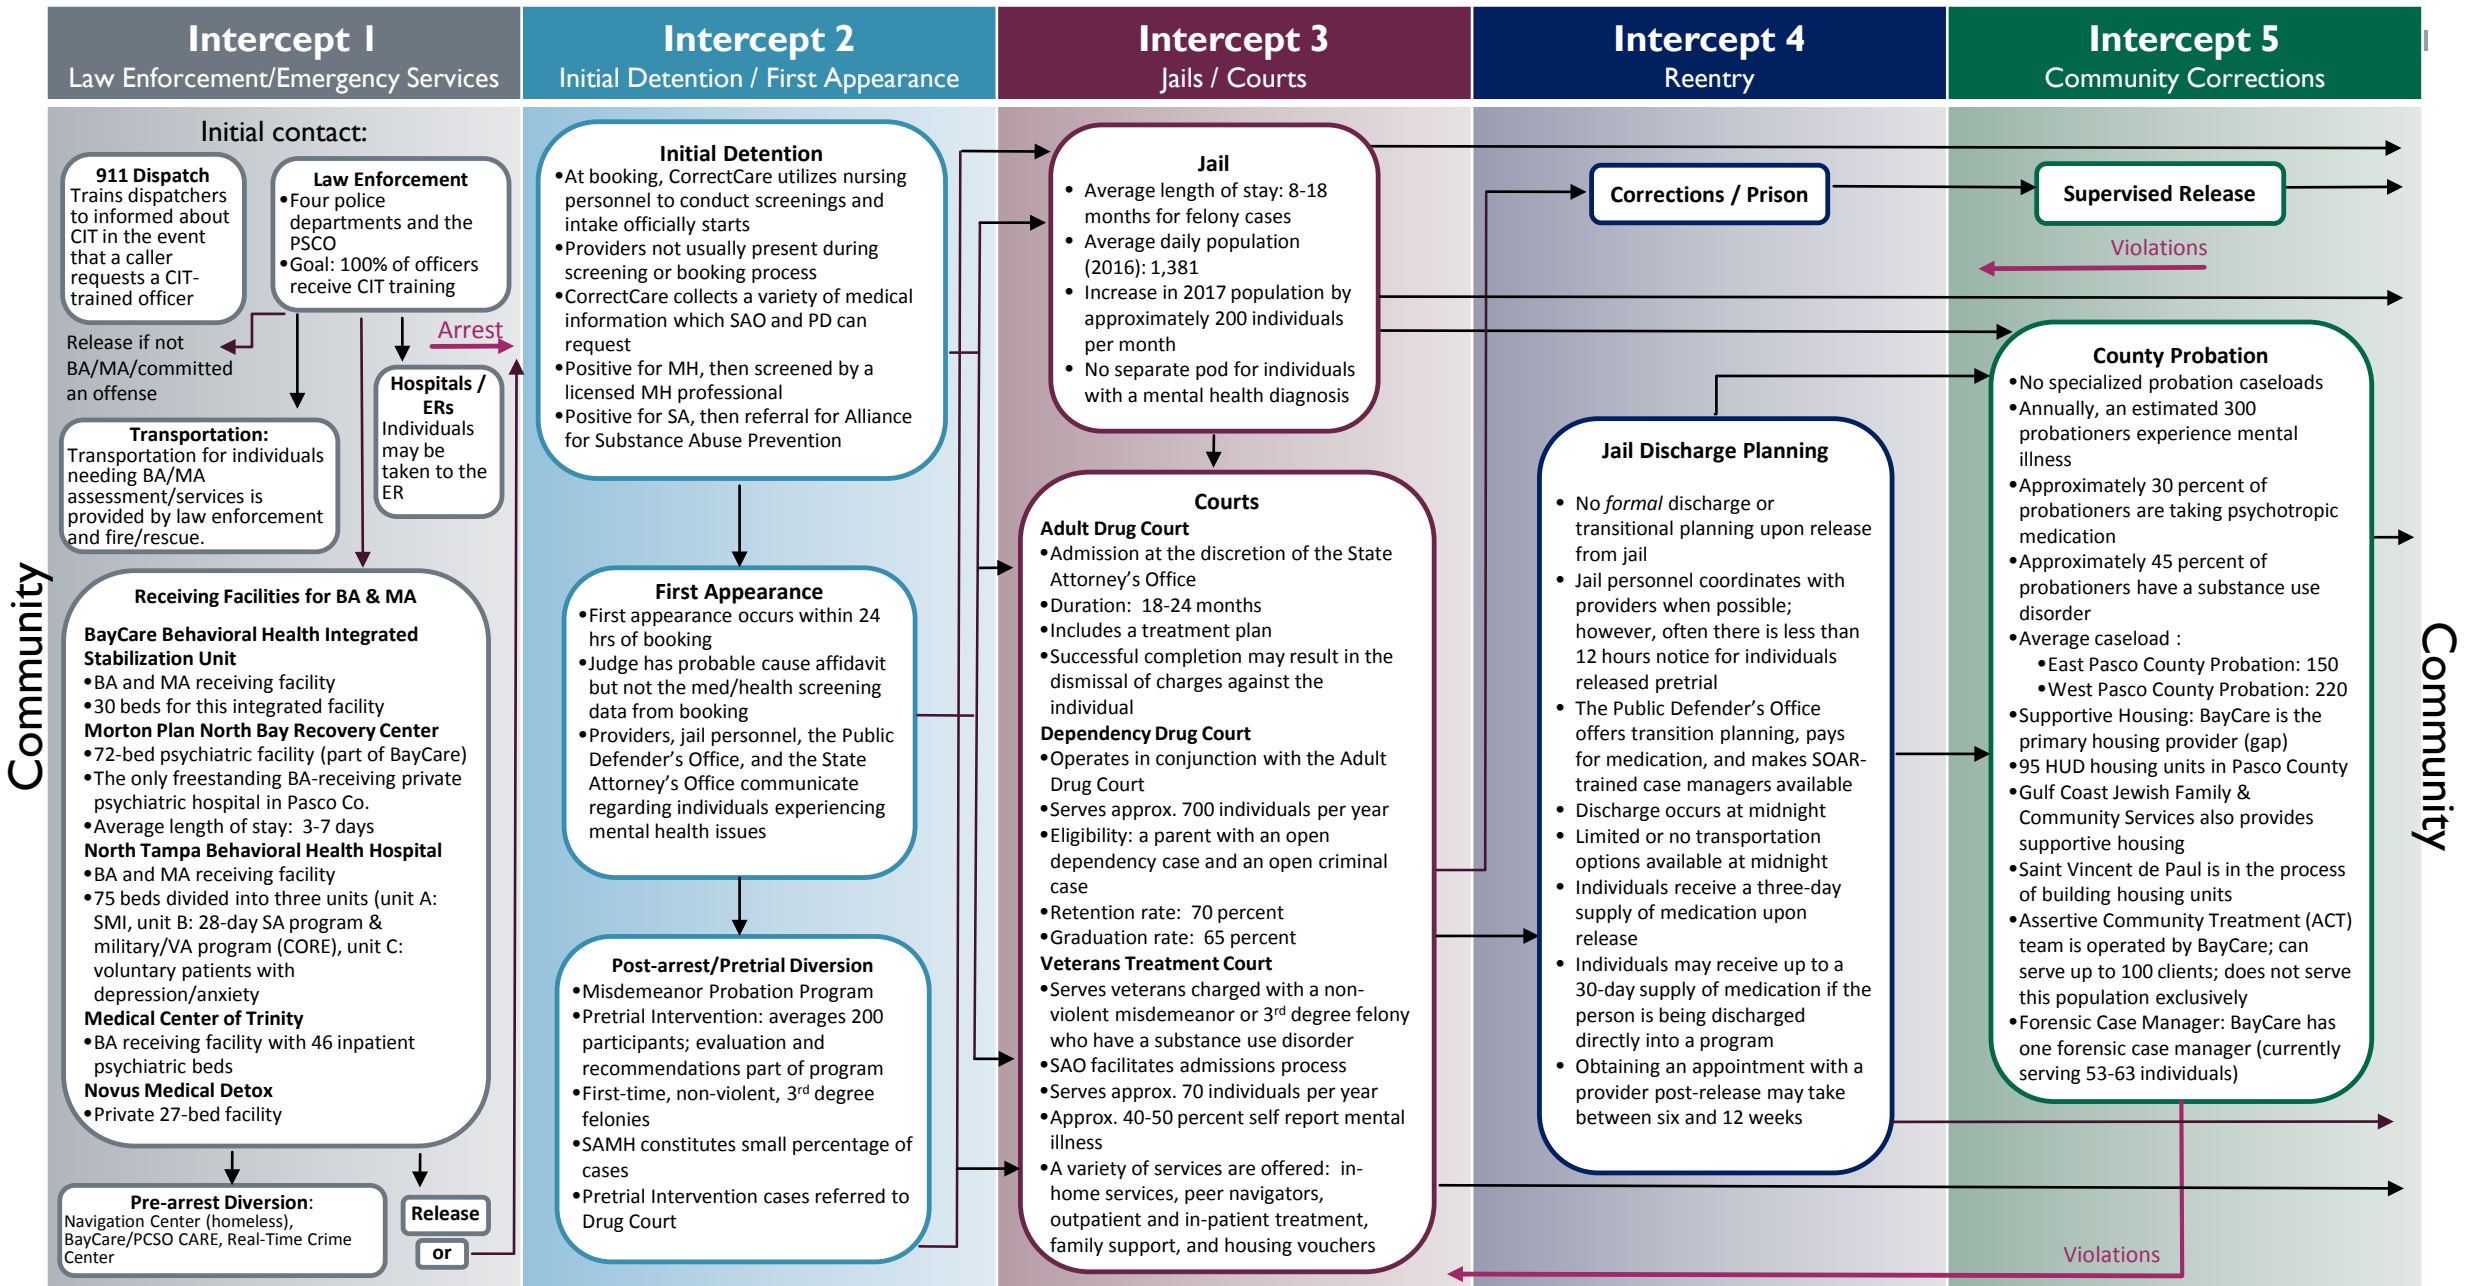 Intercept 1
Law Enforcement/Emergency Services
Intercept 2
Initial Detention / First Appearance
Intercept 3
Jails / Courts
Intercept 4
Reentry
Intercept 5
Community Corrections
Community
Initial contact:
911 Dispatch
Trains dispatchers
to informed about
CIT in the event
that a caller
requests a CIT-
trained officer
Law Enforcement
•Four police
departments and the
PSCO
•Goal: 100% of officers
receive CIT training
Arrest
Release if not
BA/MA/committed
an offense
Hospitals /
ERs
Individuals
may be
taken to the
ER
Transportation:
Transportation for individuals
needing BA/MA
assessment/services is
provided by law enforcement
and fire/rescue.
Receiving Facilities for BA & MA
BayCare Behavioral Health Integrated
Stabilization Unit
•BA and MA receiving facility
•30 beds for this integrated facility
Morton Plan North Bay Recovery Center
•72-bed psychiatric facility (part of BayCare)
•The only freestanding BA-receiving private
psychiatric hospital in Pasco Co.
•Average length of stay: 3-7 days
North Tampa Behavioral Health Hospital
•BA and MA receiving facility
•75 beds divided into three units (unit A:
SMI, unit B: 28-day SA program &
military/VA program (CORE), unit C:
voluntary patients with
depression/anxiety
Medical Center of Trinity
•BA receiving facility with 46 inpatient
psychiatric beds
Novus Medical Detox
•Private 27-bed facility
Pre-arrest Diversion:
Navigation Center (homeless),
BayCare/PCSO CARE, Real-Time Crime
Center
Release
or
Initial Detention
•At booking, CorrectCare utilizes nursing
personnel to conduct screenings and
intake officially starts
•Providers not usually present during
screening or booking process
•CorrectCare collects a variety of medical
information which SAO and PD can
request
•Positive for MH, then screened by a
licensed MH professional
•Positive for SA, then referral for Alliance
for Substance Abuse Prevention
First Appearance
•First appearance occurs within 24
hrs of booking
•Judge has probable cause affidavit
but not the med/health screening
data from booking
•Providers, jail personnel, the Public
Defender's Office, and the State
Attorney's Office communicate
regarding individuals experiencing
mental health issues
Post-arrest/Pretrial Diversion
•Misdemeanor Probation Program
•Pretrial Intervention: averages 200
participants; evaluation and
recommendations part of program
•First-time, non-violent, 3rd degree
felonies
•SAMH constitutes small percentage of
cases
•Pretrial Intervention cases referred to
Drug Court
Jail
• Average length of stay: 8-18
months for felony cases
• Average daily population
(2016): 1,381
• Increase in 2017 population by
approximately 200 individuals
per month
• No separate pod for individuals
with a mental health diagnosis
Courts
Adult Drug Court
•Admission at the discretion of the State
Attorney's Office
•Duration: 18-24 months
•Includes a treatment plan
•Successful completion may result in the
dismissal of charges against the
individual
Dependency Drug Court
•Operates in conjunction with the Adult
Drug Court
•Serves approx. 700 individuals per year
•Eligibility: a parent with an open
dependency case and an open criminal
case
•Retention rate: 70 percent
•Graduation rate: 65 percent
Veterans Treatment Court
•Serves veterans charged with a non-
violent misdemeanor or 3rd degree felony
who have a substance use disorder
•SAO facilitates admissions process
•Serves approx. 70 individuals per year
•Approx. 40-50 percent self report mental
illness
•A variety of services are offered: in-
home services, peer navigators,
outpatient and in-patient treatment,
family support, and housing vouchers
Corrections / Prison
Jail Discharge Planning
• No formal discharge or
transitional planning upon release
from jail
• Jail personnel coordinates with
providers when possible;
however, often there is less than
12 hours notice for individuals
released pretrial
• The Public Defender's Office
offers transition planning, pays
for medication, and makes SOAR-
trained case managers available
• Discharge occurs at midnight
• Limited or no transportation
options available at midnight
• Individuals receive a three-day
supply of medication upon
release
• Individuals may receive up to a
30-day supply of medication if the
person is being discharged
directly into a program
• Obtaining an appointment with a
provider post-release may take
between six and 12 weeks
Supervised Release
Violations
County Probation
•No specialized probation caseloads
•Annually, an estimated 300
probationers experience mental
illness
•Approximately 30 percent of
probationers are taking psychotropic
medication
•Approximately 45 percent of
probationers have a substance use
disorder
•Average caseload :
•East Pasco County Probation: 150
•West Pasco County Probation: 220
•Supportive Housing: BayCare is the
primary housing provider (gap)
•95 HUD housing units in Pasco County
•Gulf Coast Jewish Family &
Community Services also provides
supportive housing
•Saint Vincent de Paul is in the process
of building housing units
•Assertive Community Treatment (ACT)
team is operated by BayCare; can
serve up to 100 clients; does not serve
this population exclusively
•Forensic Case Manager: BayCare has
one forensic case manager (currently
serving 53-63 individuals)
Violations
Community